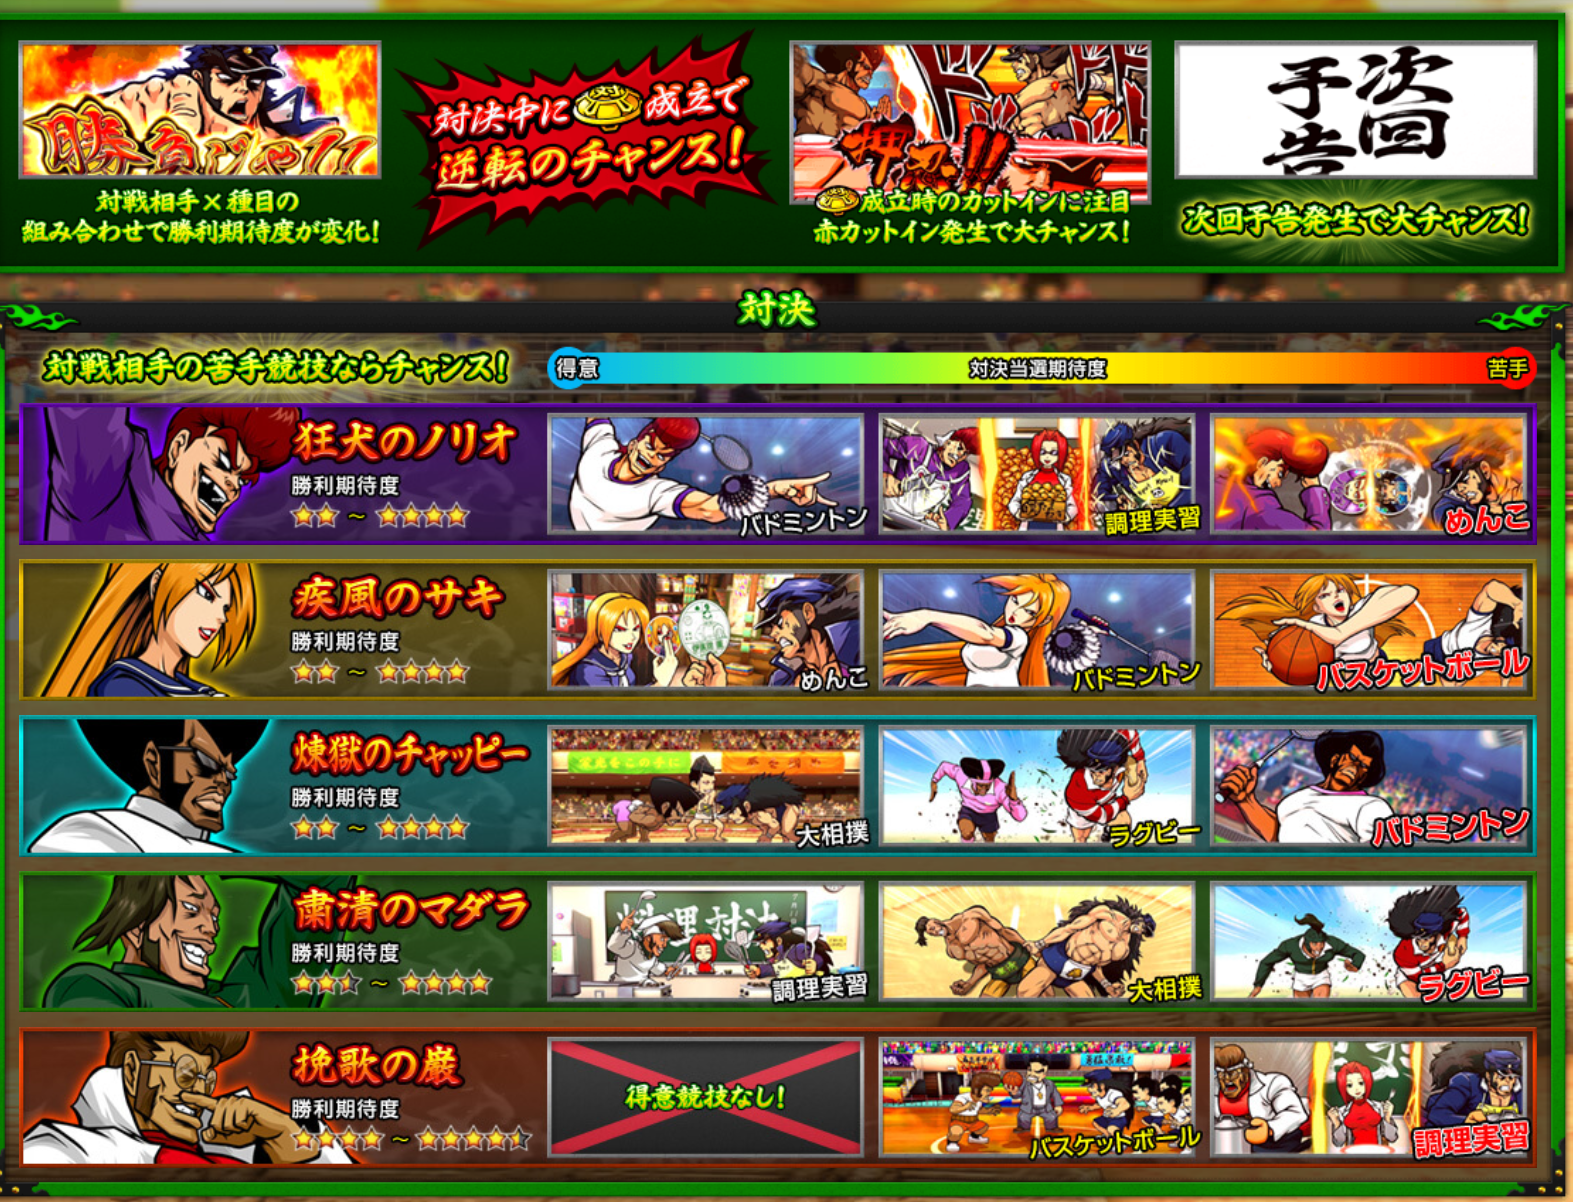 勝負じゃ!!
対戦相手×種目の
組み合わせで勝利期待度が変化!
対決中に 対 成立で
逆転のチャンス!
押忍!!
成立時のカットインに注目
赤カットイン発生で大チャンス!
次回
予告
次回予告発生で大チャンス!
対決
対戦相手の苦手競技ならチャンス!
得意
対決当選期待度
苦手
狂犬のノリオ
勝利期待度
★★ ~ ★★★★
バドミントン
調理実習
めんこ
疾風のサキ
勝利期待度
★★ ~ ★★★★
めんこ
バドミントン
バスケットボール
煉獄のチャッピー
勝利期待度
★★ ~ ★★★★
大相撲
ラグビー
バドミントン
粛清のマダラ
勝利期待度
料理対決
調理実習
大相撲
ラグビー
挽歌の巌
勝利期待度
得意競技なし!
バスケットボール
調理実習